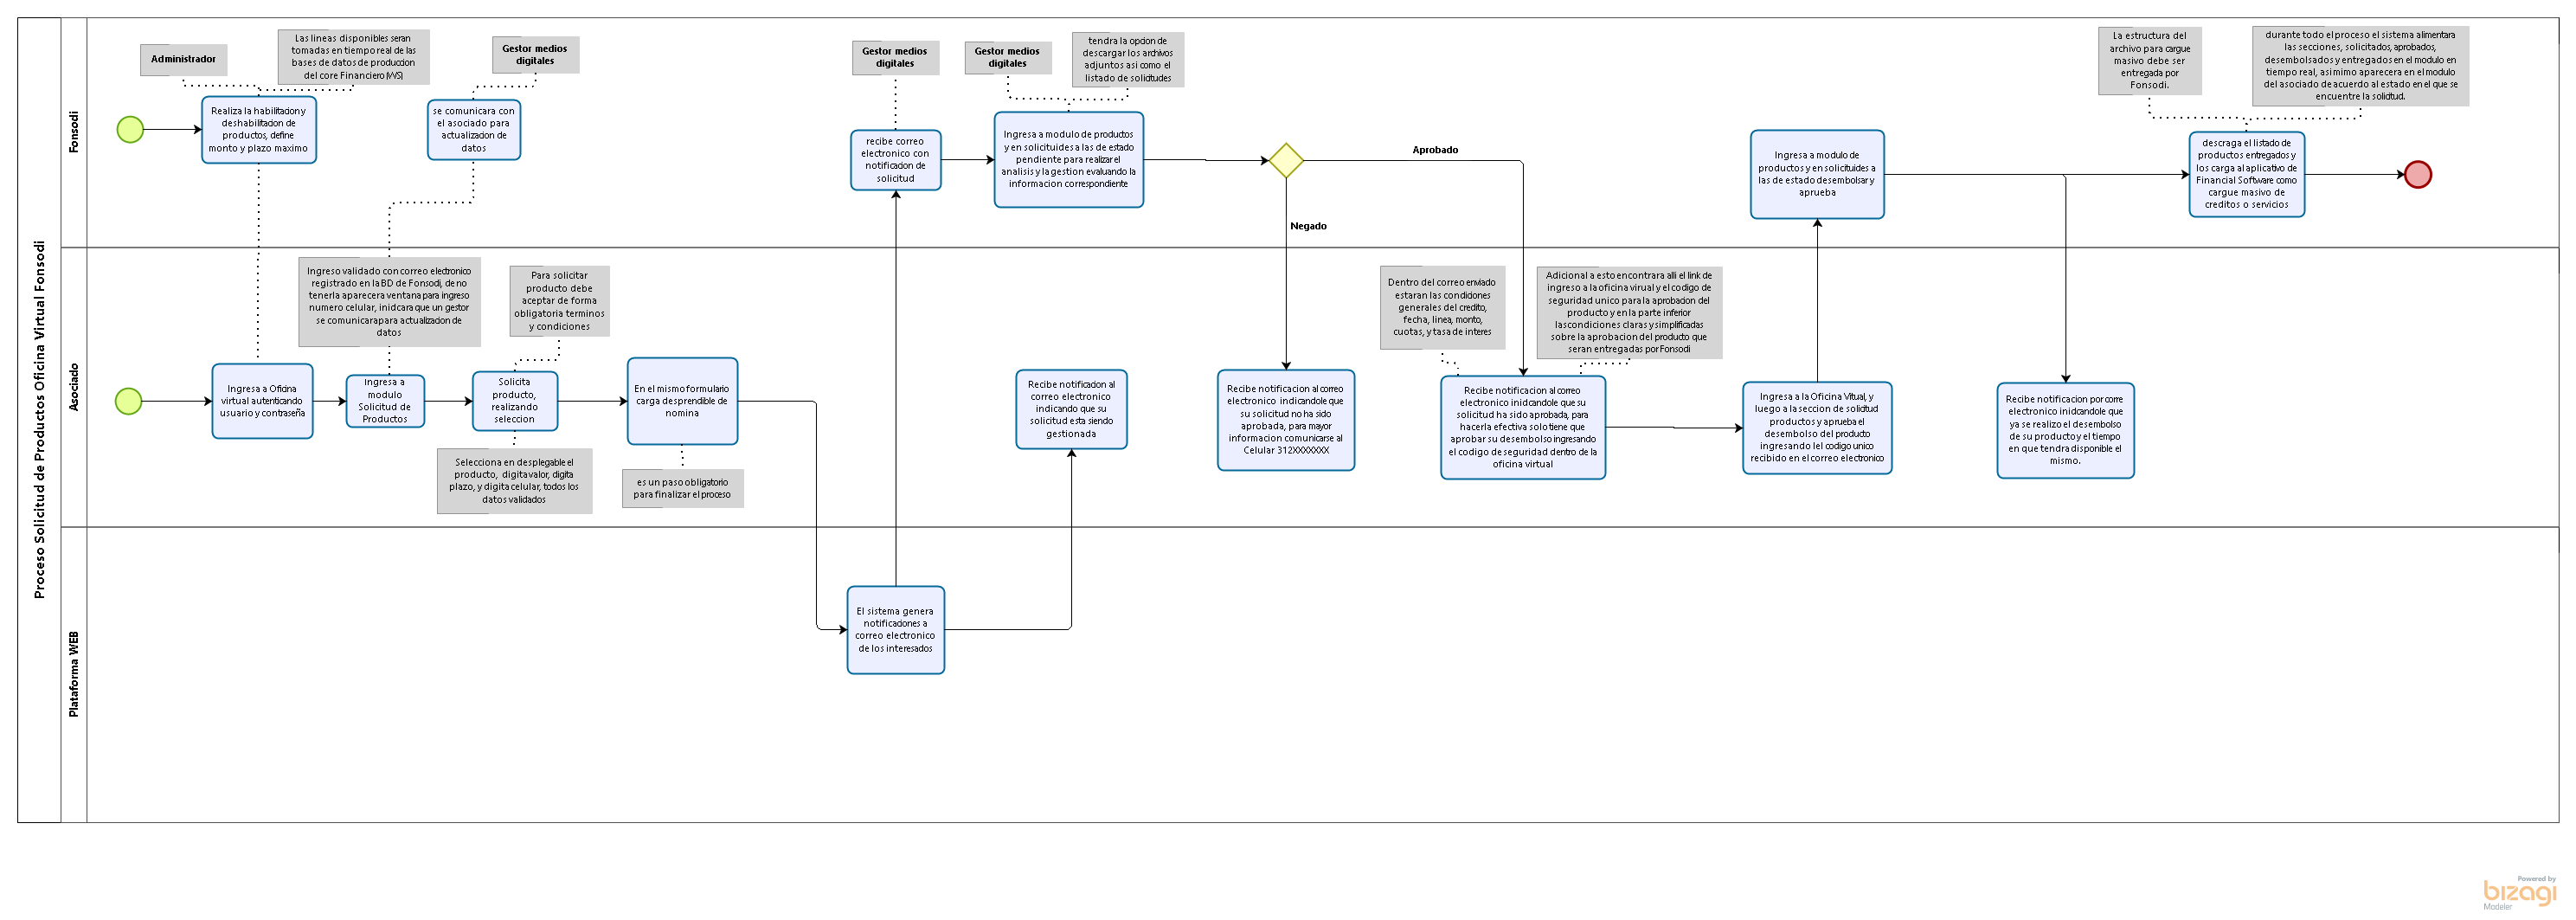 Proceso Solicitud de Productos Oficina Virtual Fonsodi
Fonsodi
Administrador
Las lineas disponibles seran
tomadas en tiempo real de las
bases de datos de produccion
del core Financiero (WS)
Realiza la habilitacion y
deshabilitacion de
productos, define
monto y plazo maximo
Gestor medios
digitales
se comunicara con
el asociado para
actualizacion de
datos
Gestor medios
digitales
recibe correo
electronico con
notificacion de
solicitud
Gestor medios
digitales
tendra la opcion de
descargar los archivos
adjuntos asi como el
listado de solicitudes
Ingresa a modulo de productos
y en solicituides a las de estado
pendiente para realizar el
analisis y la gestion evaluando la
informacion correspondiente
Aprobado
Negado
Ingresa a modulo de
productos y en solicituides a
las de estado desembolsar y
aprueba
La estructura del
archivo para cargue
masivo debe ser
entregada por
Fonsodi.
durante todo el proceso el sistema alimentara
las secciones, solicitados, aprobados,
desembolsados y entregados en el modulo en
tiempo real, asi mimo aparecera en el modulo
del asociado de acuerdo al estado en el que se
encuentre la solicitud.
descraga el listado de
productos entregados y
los carga al aplicativo de
Financial Software como
cargue masivo de
creditos o servicios
Asociado
Ingresa a Oficina
virtual autenticando
usuario y contraseña
Ingreso validado con correo electronico
registrado en la BD de Fonsodi, de no
tenerla aparecera ventana para ingreso
numero celular, inidcara que un gestor
se comunicara para actualizacion de
datos
Ingresa a
modulo
Solicitud de
Productos
Para solicitar
producto debe
aceptar de forma
obligatoria terminos
y condiciones
Solicita
producto,
realizando
seleccion
Selecciona en desplegable el
producto, digita valor, digita
plazo, y digita celular, todos los
datos validados
En el mismo formulario
carga desprendible de
nomina
es un paso obligatorio
para finalizar el proceso
Recibe notificacion al
correo electronico
indicando que su
solicitud esta siendo
gestionada
Recibe notificacion al correo
electronico indicandole que
su solicitud no ha sido
aprobada, para mayor
informacion comunicarse al
Celular 312XXXXXXX
Dentro del correo enviado
estaran las condiciones
generales del credito,
fecha, linea, monto,
cuotas, y tasa de interes
Adicional a esto encontrara alli el link de
ingreso a la oficina virual y el codigo de
seguridad unico para la aprobacion del
producto y en la parte inferior
lascondiciones claras y simplificadas
sobre la aprobacion del producto que
seran entregadas por Fonsodi
Recibe notificacion al correo
electronico inidcandole que su
solicitud ha sido aprobada, para
hacerla efectiva solo tiene que
aprobar su desembolso ingresando
el codigo de seguridad dentro de la
oficina virtual
Ingresa a la Oficina Vitual, y
luego a la seccion de solicitud
productos y aprueba el
desembolso del producto
ingresando lel codigo unico
recibido en el correo electronico
Recibe notificacion por corre
electronico inidcandole que
ya se realizo el desembolso
de su producto y el tiempo
en que tendra disponible el
mismo.
Plataforma WEB
El sistema genera
notificaciones a
correo electronico
de los interesados
Powered by
bizagi
Modeler